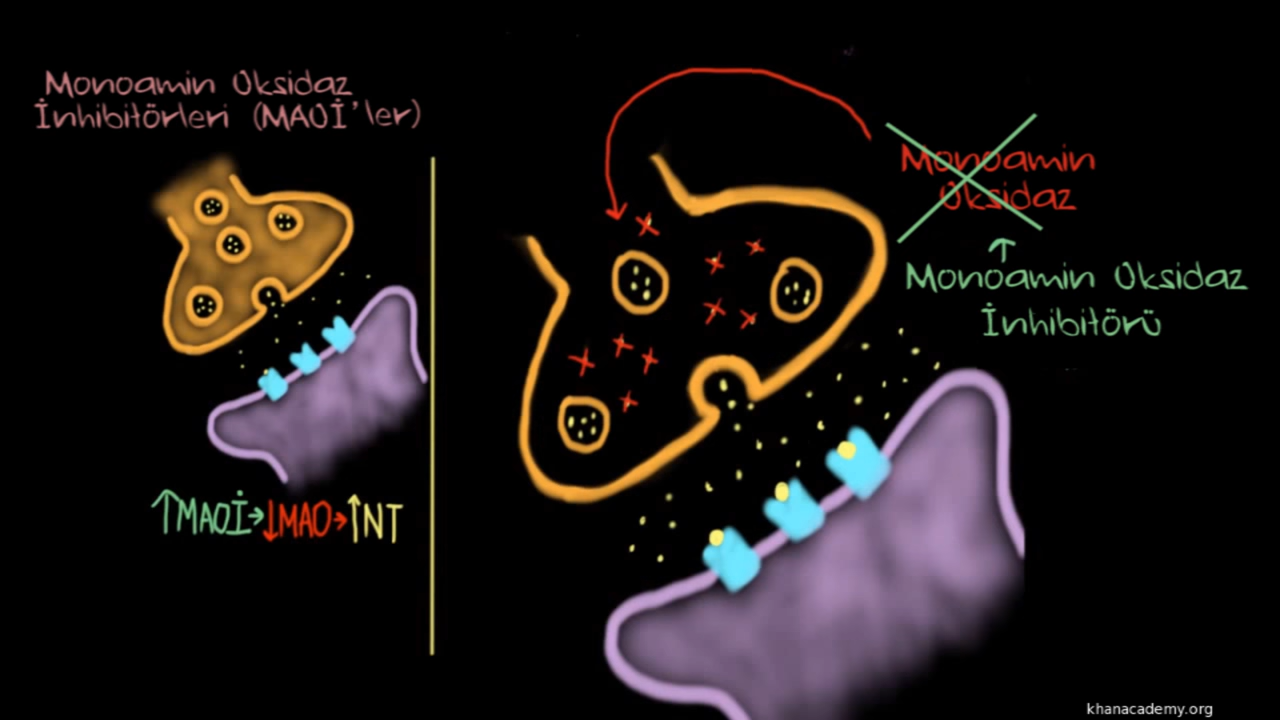 Monoamin Oksidaz
İnhibitörleri (MAOİ'ler)
↑MAOİ→↓MAO→↑NT
Monoamin
Oksidaz
↑
Monoamin Oksidaz
İnhibitörü
khanacademy.org